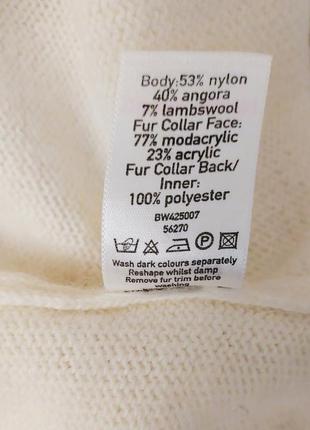 Body:53% nylon
40% angora
7% lambswool
Fur Collar Face:
77% modacrylic
23% acrylic
Fur Collar Back/
Inner:
100% polyester
BW425007
56270
Wash dark colours separately
Reshape whilst damp
Remove fur trim before
washing